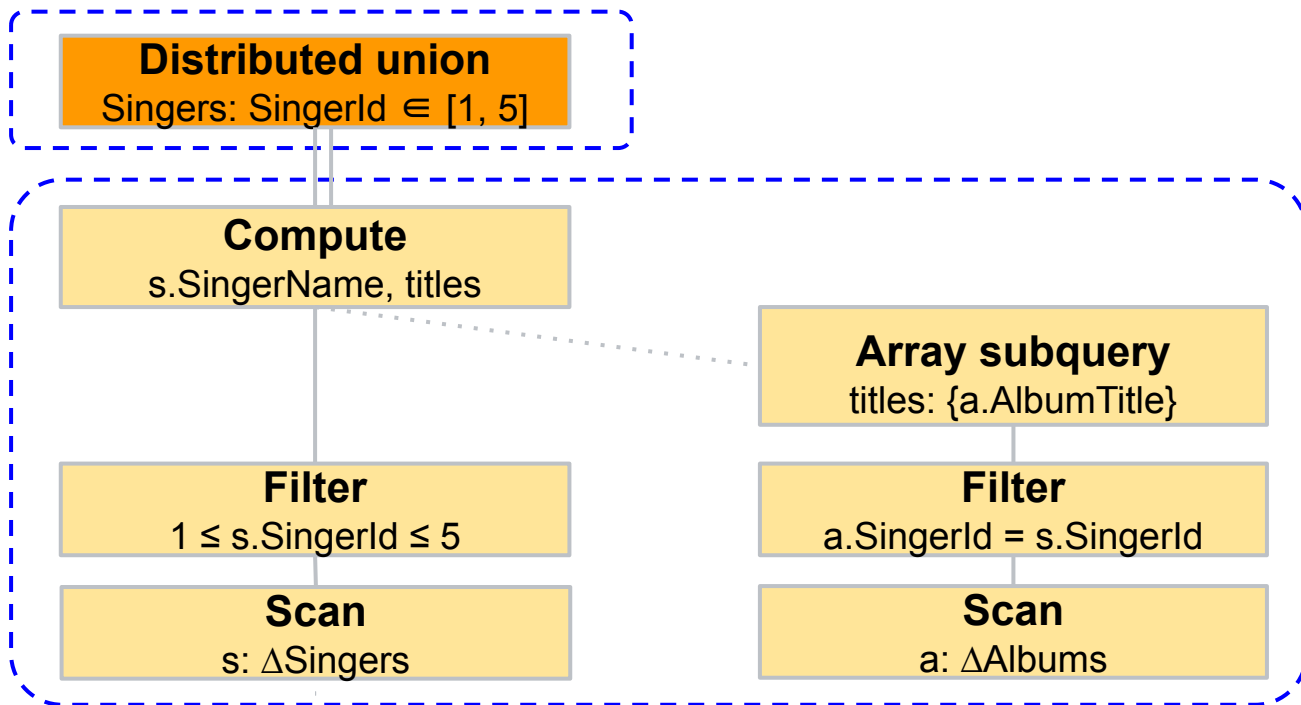 Distributed union
Singers: SingerId ∈ [1, 5]
Compute
s.SingerName, titles
Array subquery
titles: {a.AlbumTitle}
Filter
1 ≤ s.SingerId ≤ 5
Filter
a.SingerId = s.SingerId
Scan
s: ∆Singers
Scan
a: ∆Albums